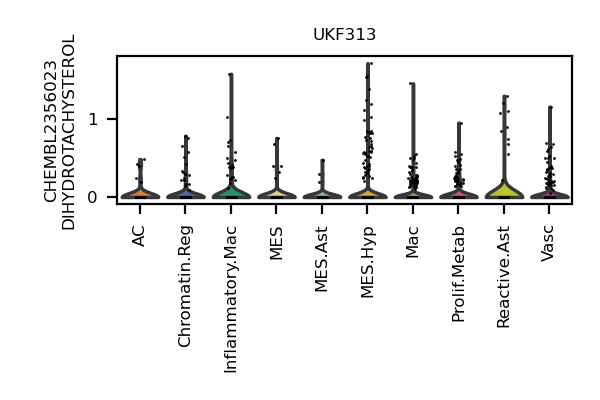 UKF313
CHEMBL2356023
DIHYDROTACHYSTEROL
1
0
AC
Chromatin.Reg
Inflammatory.Mac
MES
MES.Ast
MES.Hyp
Mac
Prolif.Metab
Reactive.Ast
Vasc